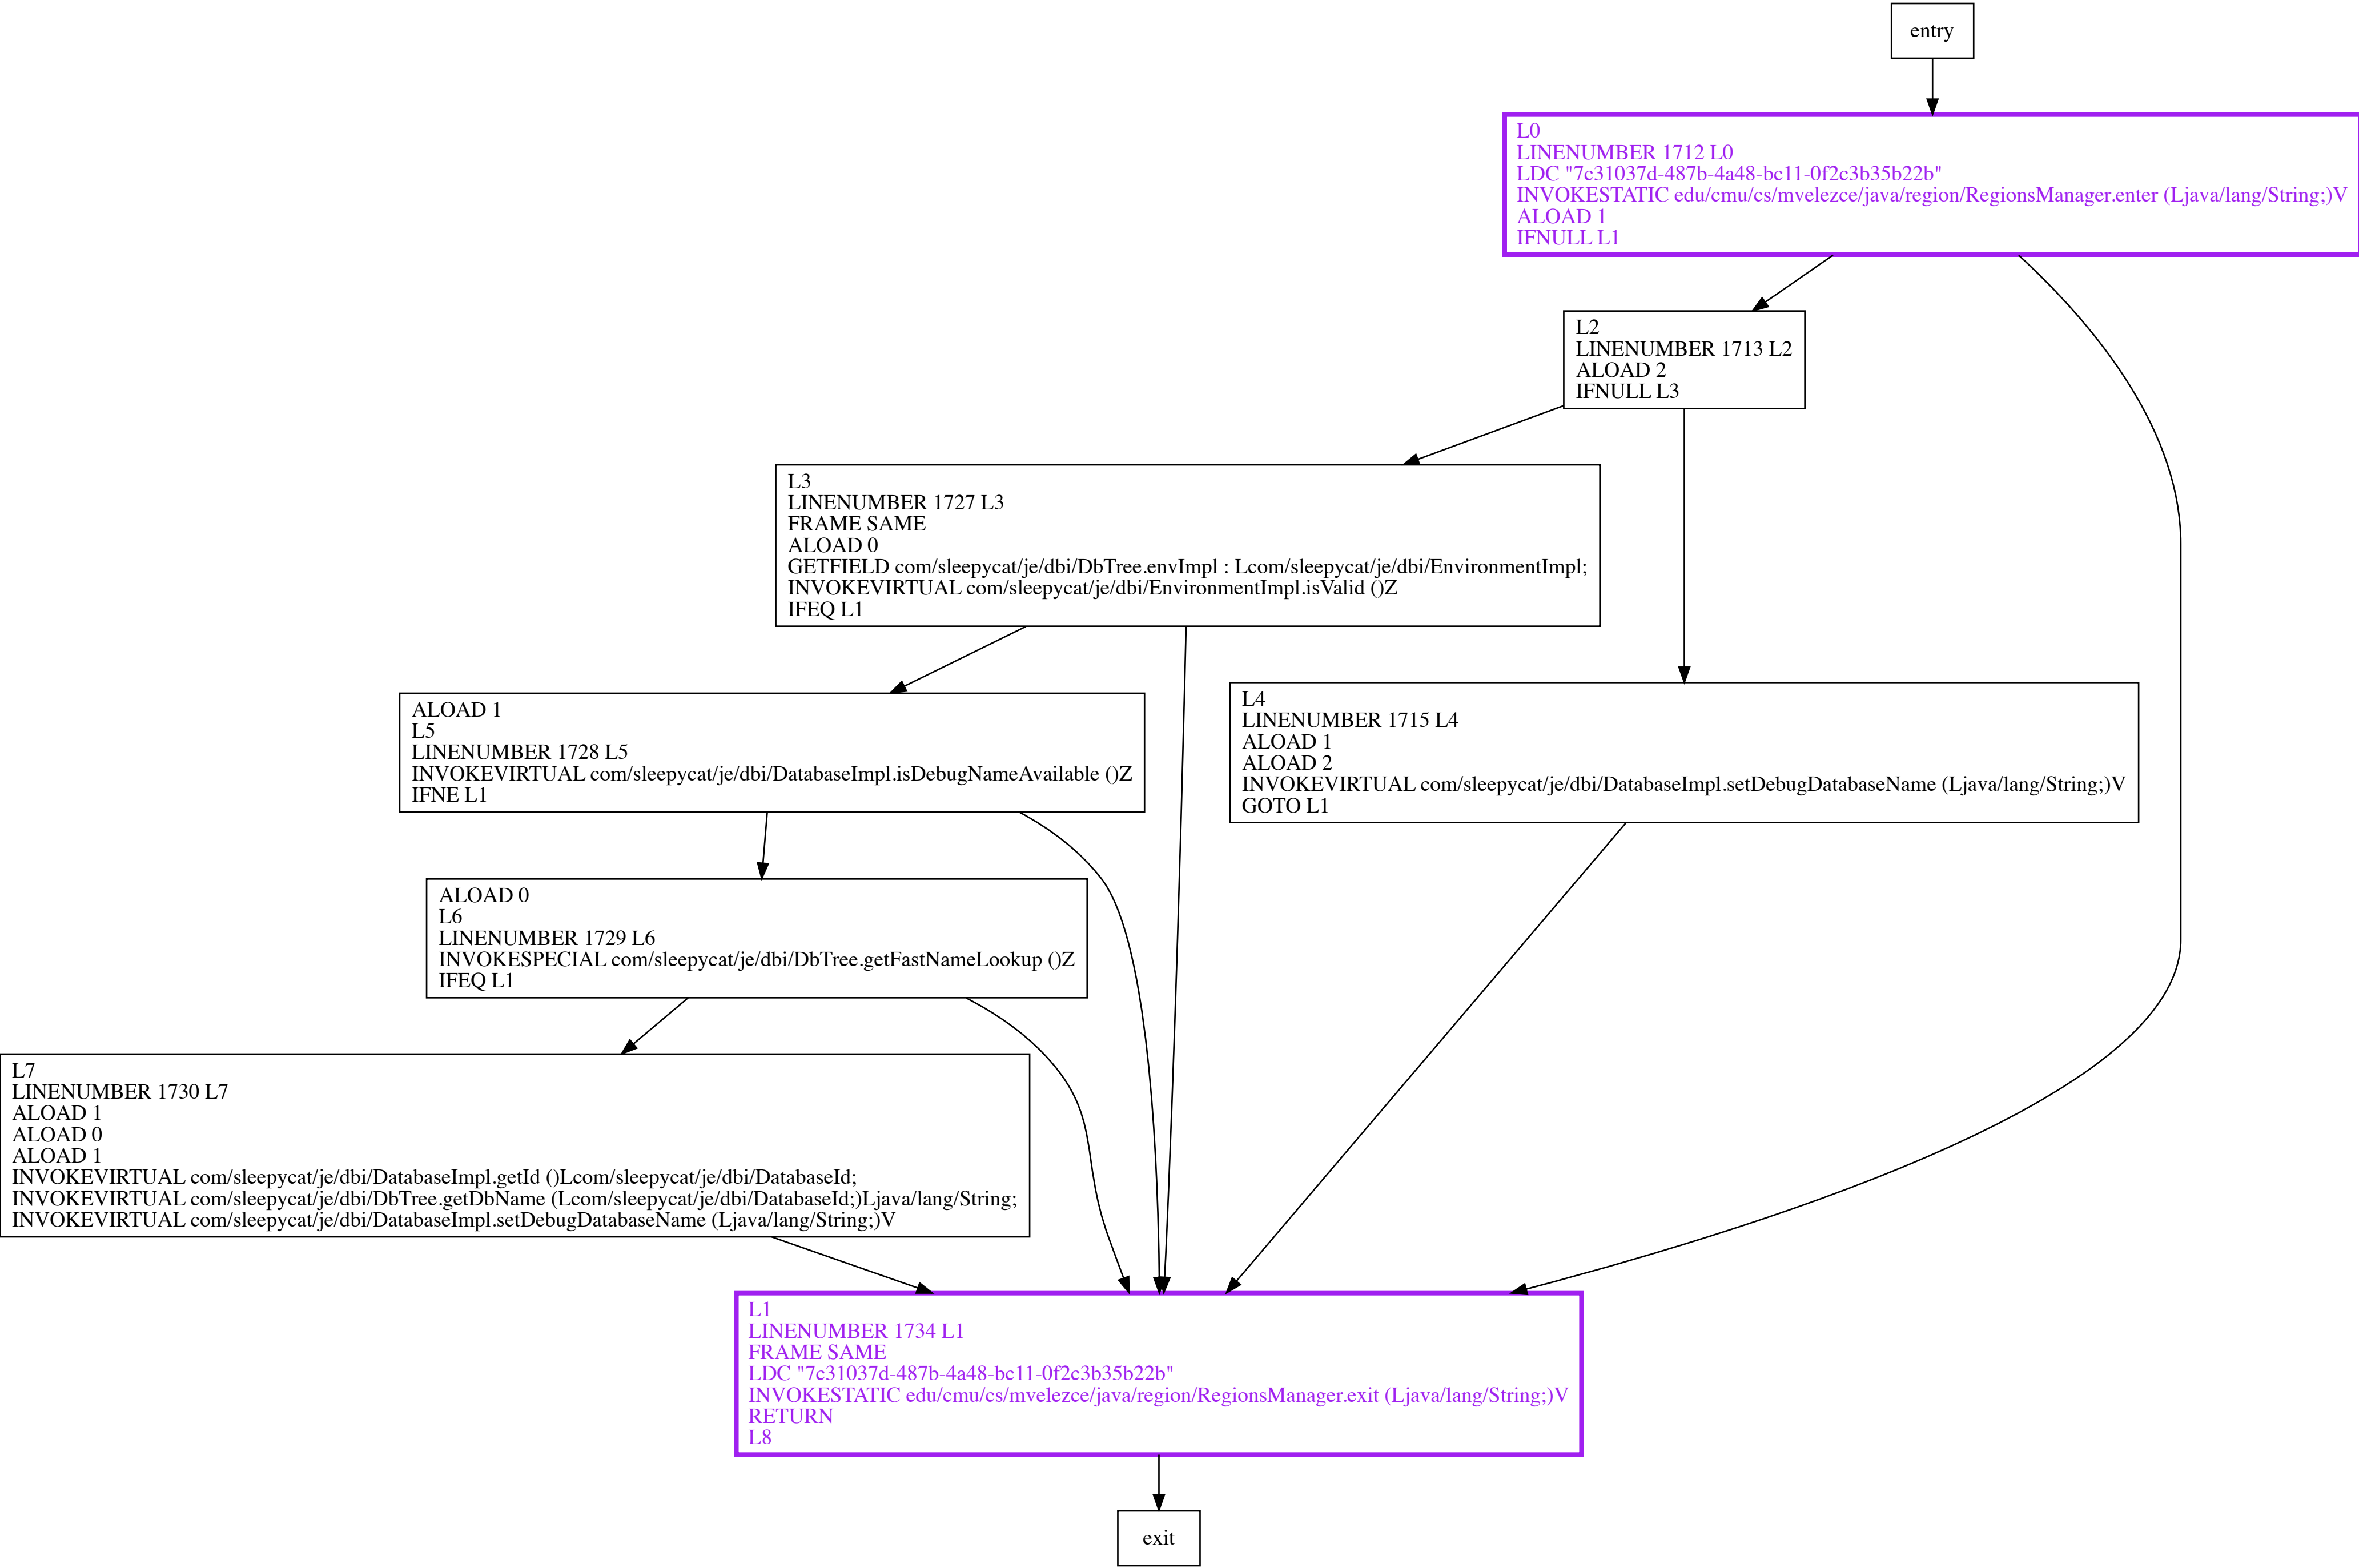 entry
L0
LINENUMBER 1712 L0
LDC "7c31037d-487b-4a48-bc11-0f2c3b35b22b"
INVOKESTATIC edu/cmu/cs/mvelezce/java/region/RegionsManager.enter (Ljava/lang/String;)V
ALOAD 1
IFNULL L1
L2
LINENUMBER 1713 L2
ALOAD 2
IFNULL L3
L3
LINENUMBER 1727 L3
FRAME SAME
ALOAD 0
GETFIELD com/sleepycat/je/dbi/DbTree.envImpl : Lcom/sleepycat/je/dbi/EnvironmentImpl;
INVOKEVIRTUAL com/sleepycat/je/dbi/EnvironmentImpl.isValid ()Z
IFEQ L1
ALOAD 1
L5
LINENUMBER 1728 L5
INVOKEVIRTUAL com/sleepycat/je/dbi/DatabaseImpl.isDebugNameAvailable ()Z
IFNE L1
L4
LINENUMBER 1715 L4
ALOAD 1
ALOAD 2
INVOKEVIRTUAL com/sleepycat/je/dbi/DatabaseImpl.setDebugDatabaseName (Ljava/lang/String;)V
GOTO L1
ALOAD 0
L6
LINENUMBER 1729 L6
INVOKESPECIAL com/sleepycat/je/dbi/DbTree.getFastNameLookup ()Z
IFEQ L1
L7
LINENUMBER 1730 L7
ALOAD 1
ALOAD 0
ALOAD 1
INVOKEVIRTUAL com/sleepycat/je/dbi/DatabaseImpl.getId ()Lcom/sleepycat/je/dbi/DatabaseId;
INVOKEVIRTUAL com/sleepycat/je/dbi/DbTree.getDbName (Lcom/sleepycat/je/dbi/DatabaseId;)Ljava/lang/String;
INVOKEVIRTUAL com/sleepycat/je/dbi/DatabaseImpl.setDebugDatabaseName (Ljava/lang/String;)V
L1
LINENUMBER 1734 L1
FRAME SAME
LDC "7c31037d-487b-4a48-bc11-0f2c3b35b22b"
INVOKESTATIC edu/cmu/cs/mvelezce/java/region/RegionsManager.exit (Ljava/lang/String;)V
RETURN
L8
exit